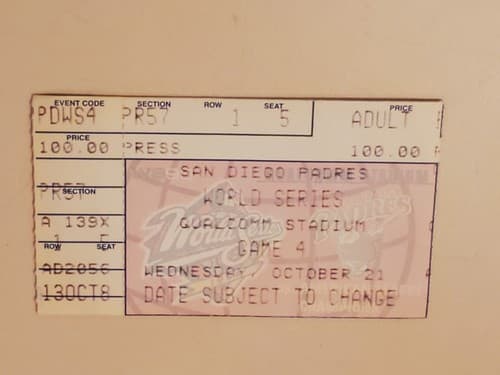 EVENT CODE SECTION ROW SEAT PRICE
PDWS4 PR57 1 5 ADULT
PRICE
100.00 PRESS 100.00
SAN DIEGO PADRES
SECTION
PR57 WORLD SERIES
A 139X QUALCOMM STADIUM
ROW SEAT GAME 4
AD2056 WEDNESDAY, OCTOBER 21
13OCT8 DATE SUBJECT TO CHANGE